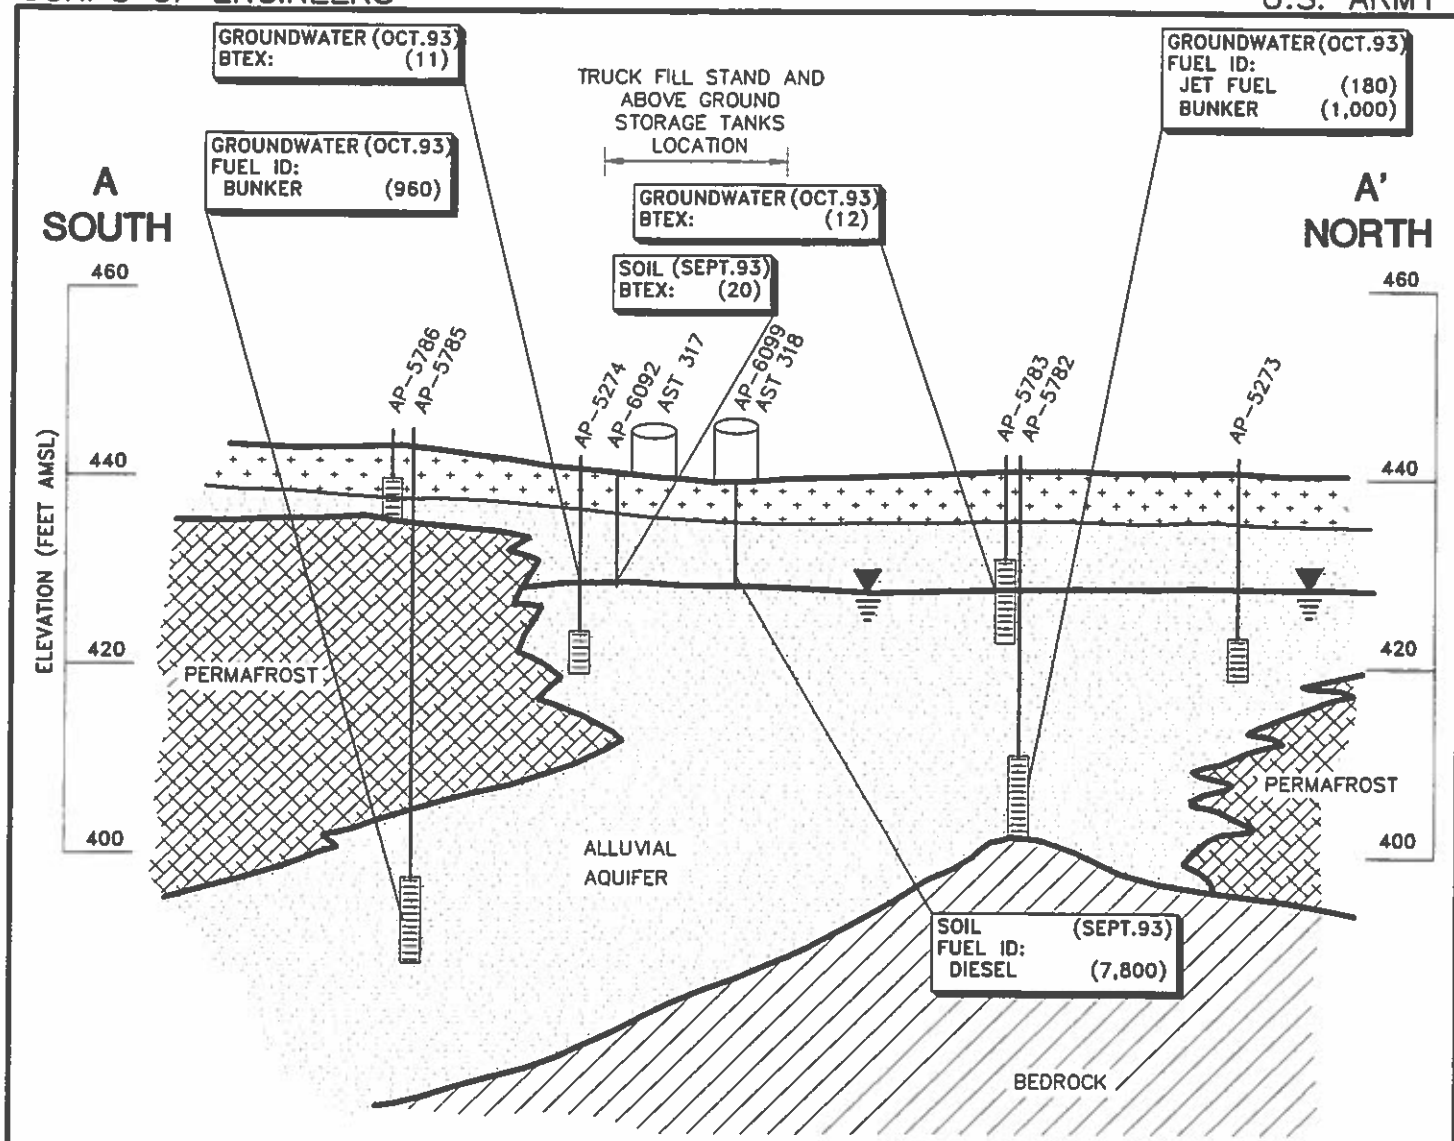 CORPS OF ENGINEERS
U.S. ARMY
GROUNDWATER (OCT.93)
BTEX: (11)
TRUCK FILL STAND AND
ABOVE GROUND
STORAGE TANKS
LOCATION
GROUNDWATER (OCT.93)
FUEL ID:
JET FUEL (180)
BUNKER (1,000)
GROUNDWATER (OCT.93)
FUEL ID:
BUNKER (960)
A
SOUTH
GROUNDWATER (OCT.93)
BTEX: (12)
A'
NORTH
SOIL (SEPT.93)
BTEX: (20)
460
460
AP-5786
AP-5785
AP-5274
AP-6092
AST 317
AP-6099
AST 318
AP-5783
AP-5782
AP-5273
ELEVATION (FEET AMSL)
440
440
420
420
PERMAFROST
PERMAFROST
400
400
ALLUVIAL
AQUIFER
SOIL (SEPT.93)
FUEL ID:
DIESEL (7,800)
BEDROCK